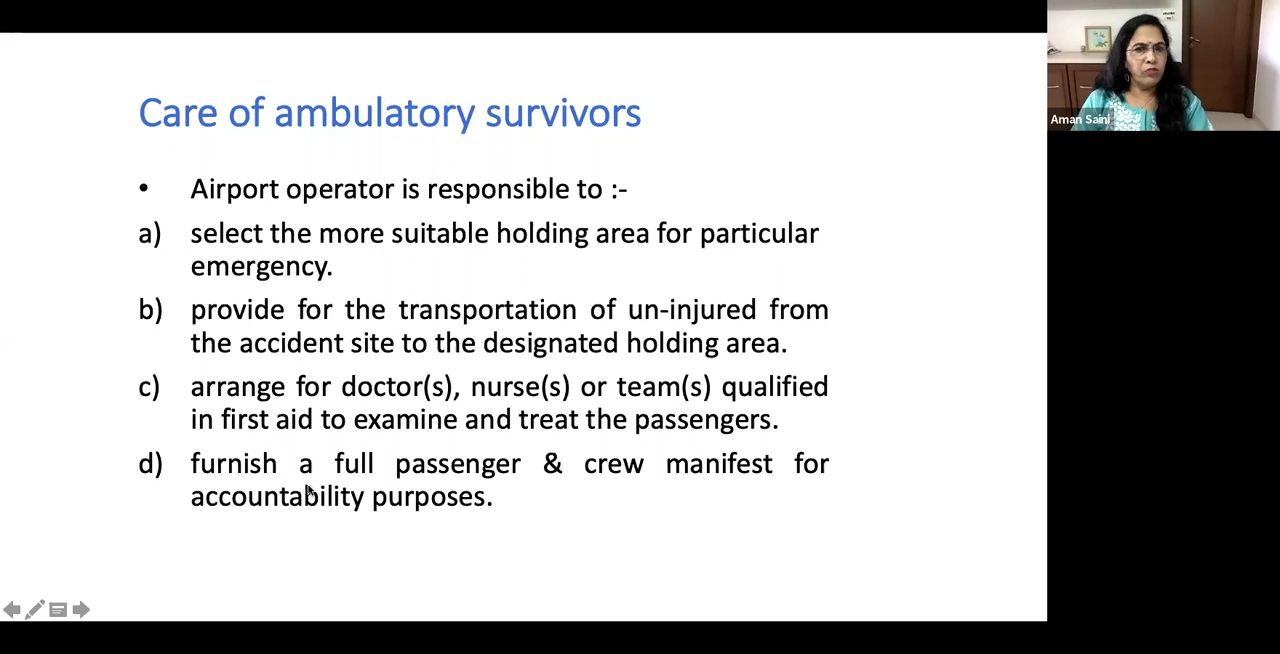 Care of ambulatory survivors
• Airport operator is responsible to :-
a) select the more suitable holding area for particular
emergency.
b) provide for the transportation of un-injured from
the accident site to the designated holding area.
c) arrange for doctor(s), nurse(s) or team(s) qualified
in first aid to examine and treat the passengers.
d) furnish a full passenger & crew manifest for
accountability purposes.
Aman Saini